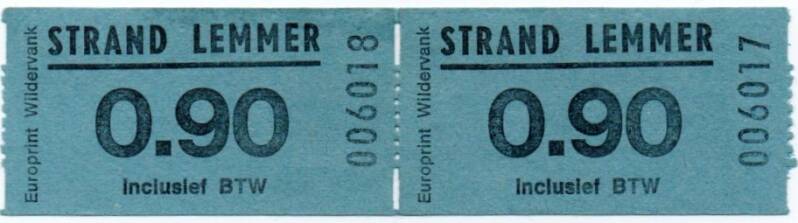 Europrint Wildervank
STRAND LEMMER
0.90
Inclusief BTW
006018
Europrint Wildervank
STRAND LEMMER
0.90
Inclusief BTW
006017